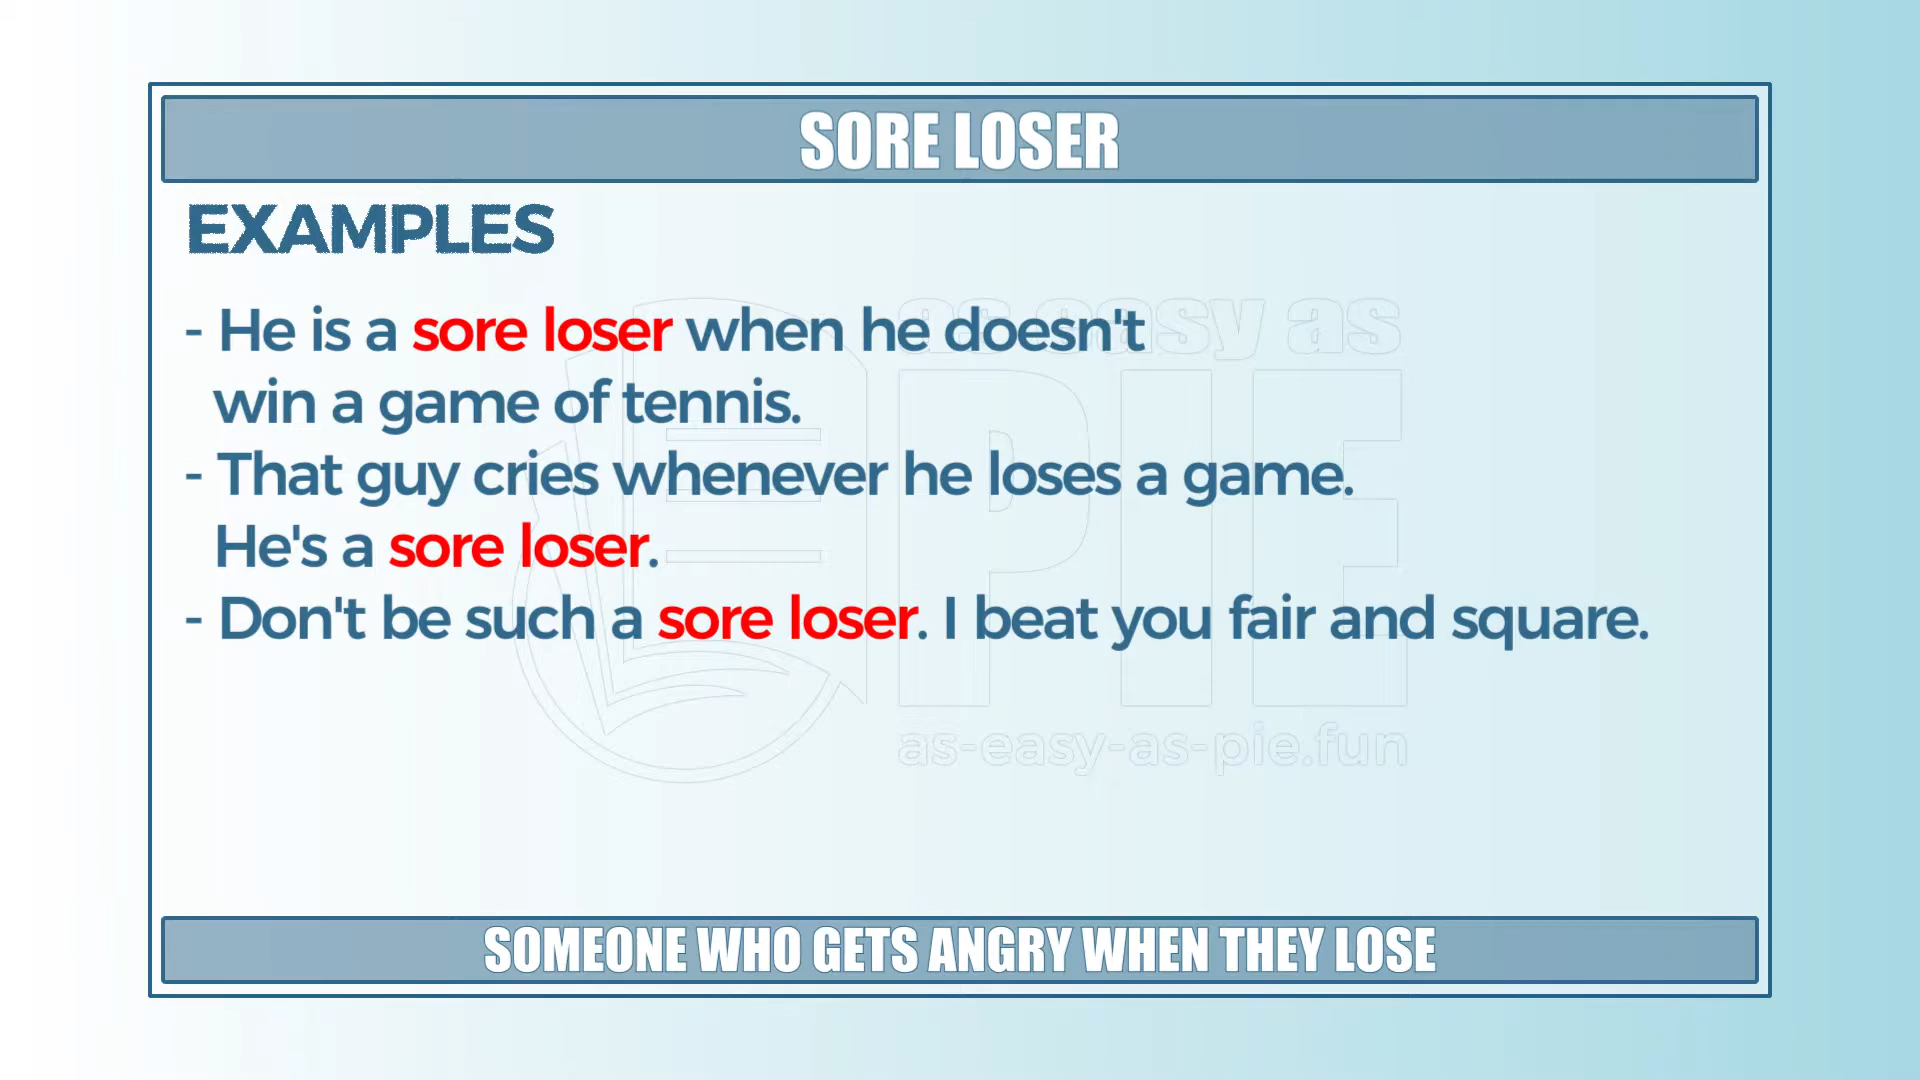 SORE LOSER
EXAMPLES
- He is a sore loser when he doesn't
win a game of tennis.
- That guy cries whenever he loses a game.
He's a sore loser.
- Don't be such a sore loser. I beat you fair and square.
as easy as
PIE
as-easy-as-pie.fun
SOMEONE WHO GETS ANGRY WHEN THEY LOSE